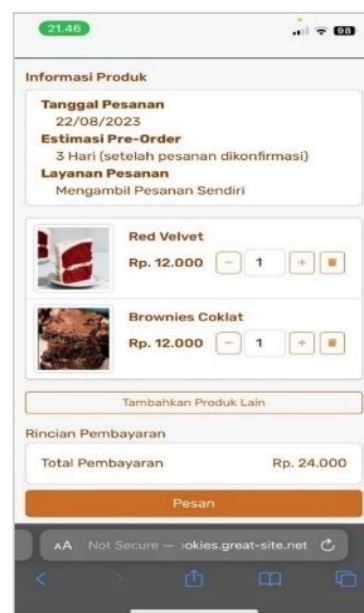 21.46
98
Informasi Produk
Tanggal Pesanan
22/08/2023
Estimasi Pre-Order
3 Hari (setelah pesanan dikonfirmasi)
Layanan Pesanan
Mengambil Pesanan Sendiri
Red Velvet
Rp. 12.000 − 1 +
Brownies Coklat
Rp. 12.000 − 1 +
Tambahkan Produk Lain
Rincian Pembayaran
Total Pembayaran Rp. 24.000
Pesan
AA Not Secure — okies.great-site.net